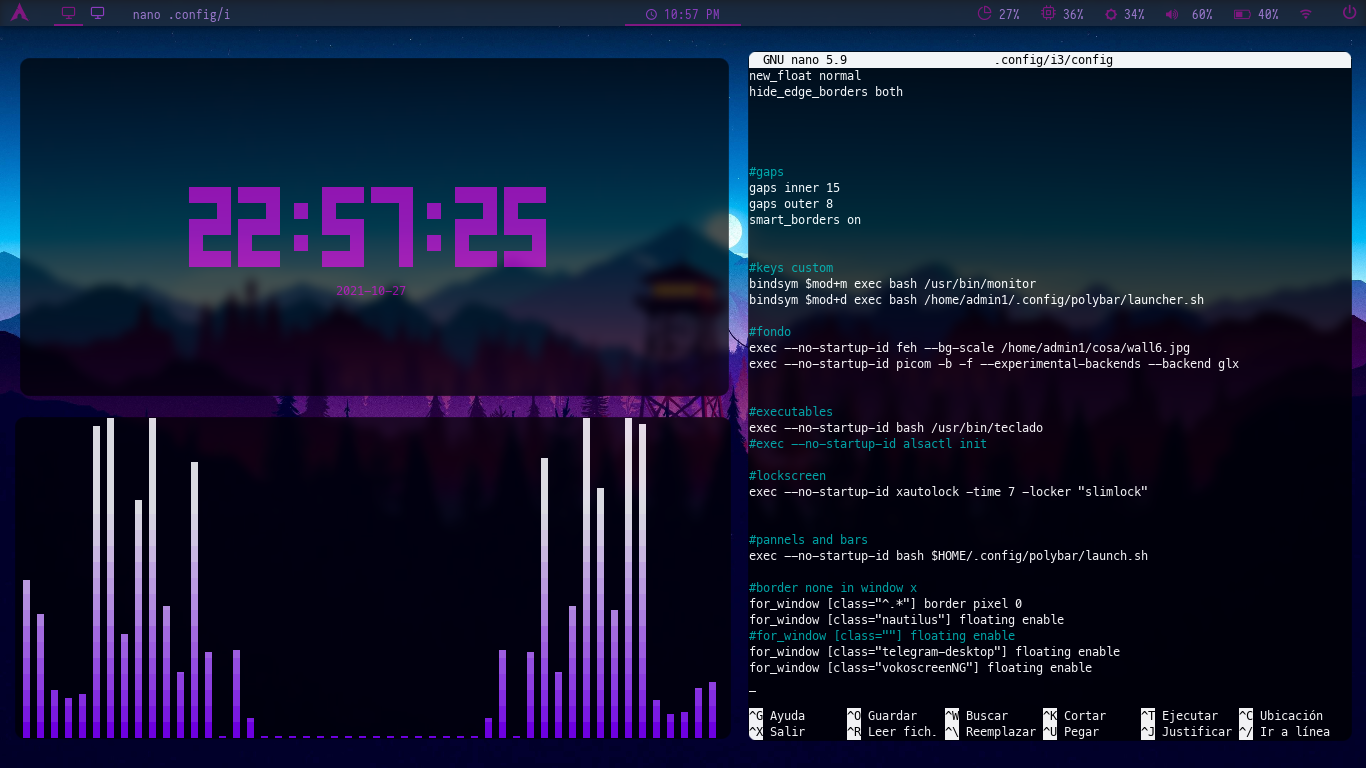 nano .config/i
10:57 PM
27% 36% 34% 60% 40%
22:57:25
2021-10-27
GNU nano 5.9 .config/i3/config
new_float normal
hide_edge_borders both
#gaps
gaps inner 15
gaps outer 8
smart_borders on
#keys custom
bindsym $mod+m exec bash /usr/bin/monitor
bindsym $mod+d exec bash /home/admin1/.config/polybar/launcher.sh
#fondo
exec --no-startup-id feh --bg-scale /home/admin1/cosa/wall6.jpg
exec --no-startup-id picom -b -f --experimental-backends --backend glx
#executables
exec --no-startup-id bash /usr/bin/teclado
#exec --no-startup-id alsactl init
#lockscreen
exec --no-startup-id xautolock -time 7 -locker "slimlock"
#pannels and bars
exec --no-startup-id bash $HOME/.config/polybar/launch.sh
#border none in window x
for_window [class="^.*"] border pixel 0
for_window [class="nautilus"] floating enable
#for_window [class=""] floating enable
for_window [class="telegram-desktop"] floating enable
for_window [class="vokoscreenNG"] floating enable
^G Ayuda ^O Guardar ^W Buscar ^K Cortar ^T Ejecutar ^C Ubicación
^X Salir ^R Leer fich. ^\ Reemplazar ^U Pegar ^J Justificar ^/ Ir a línea